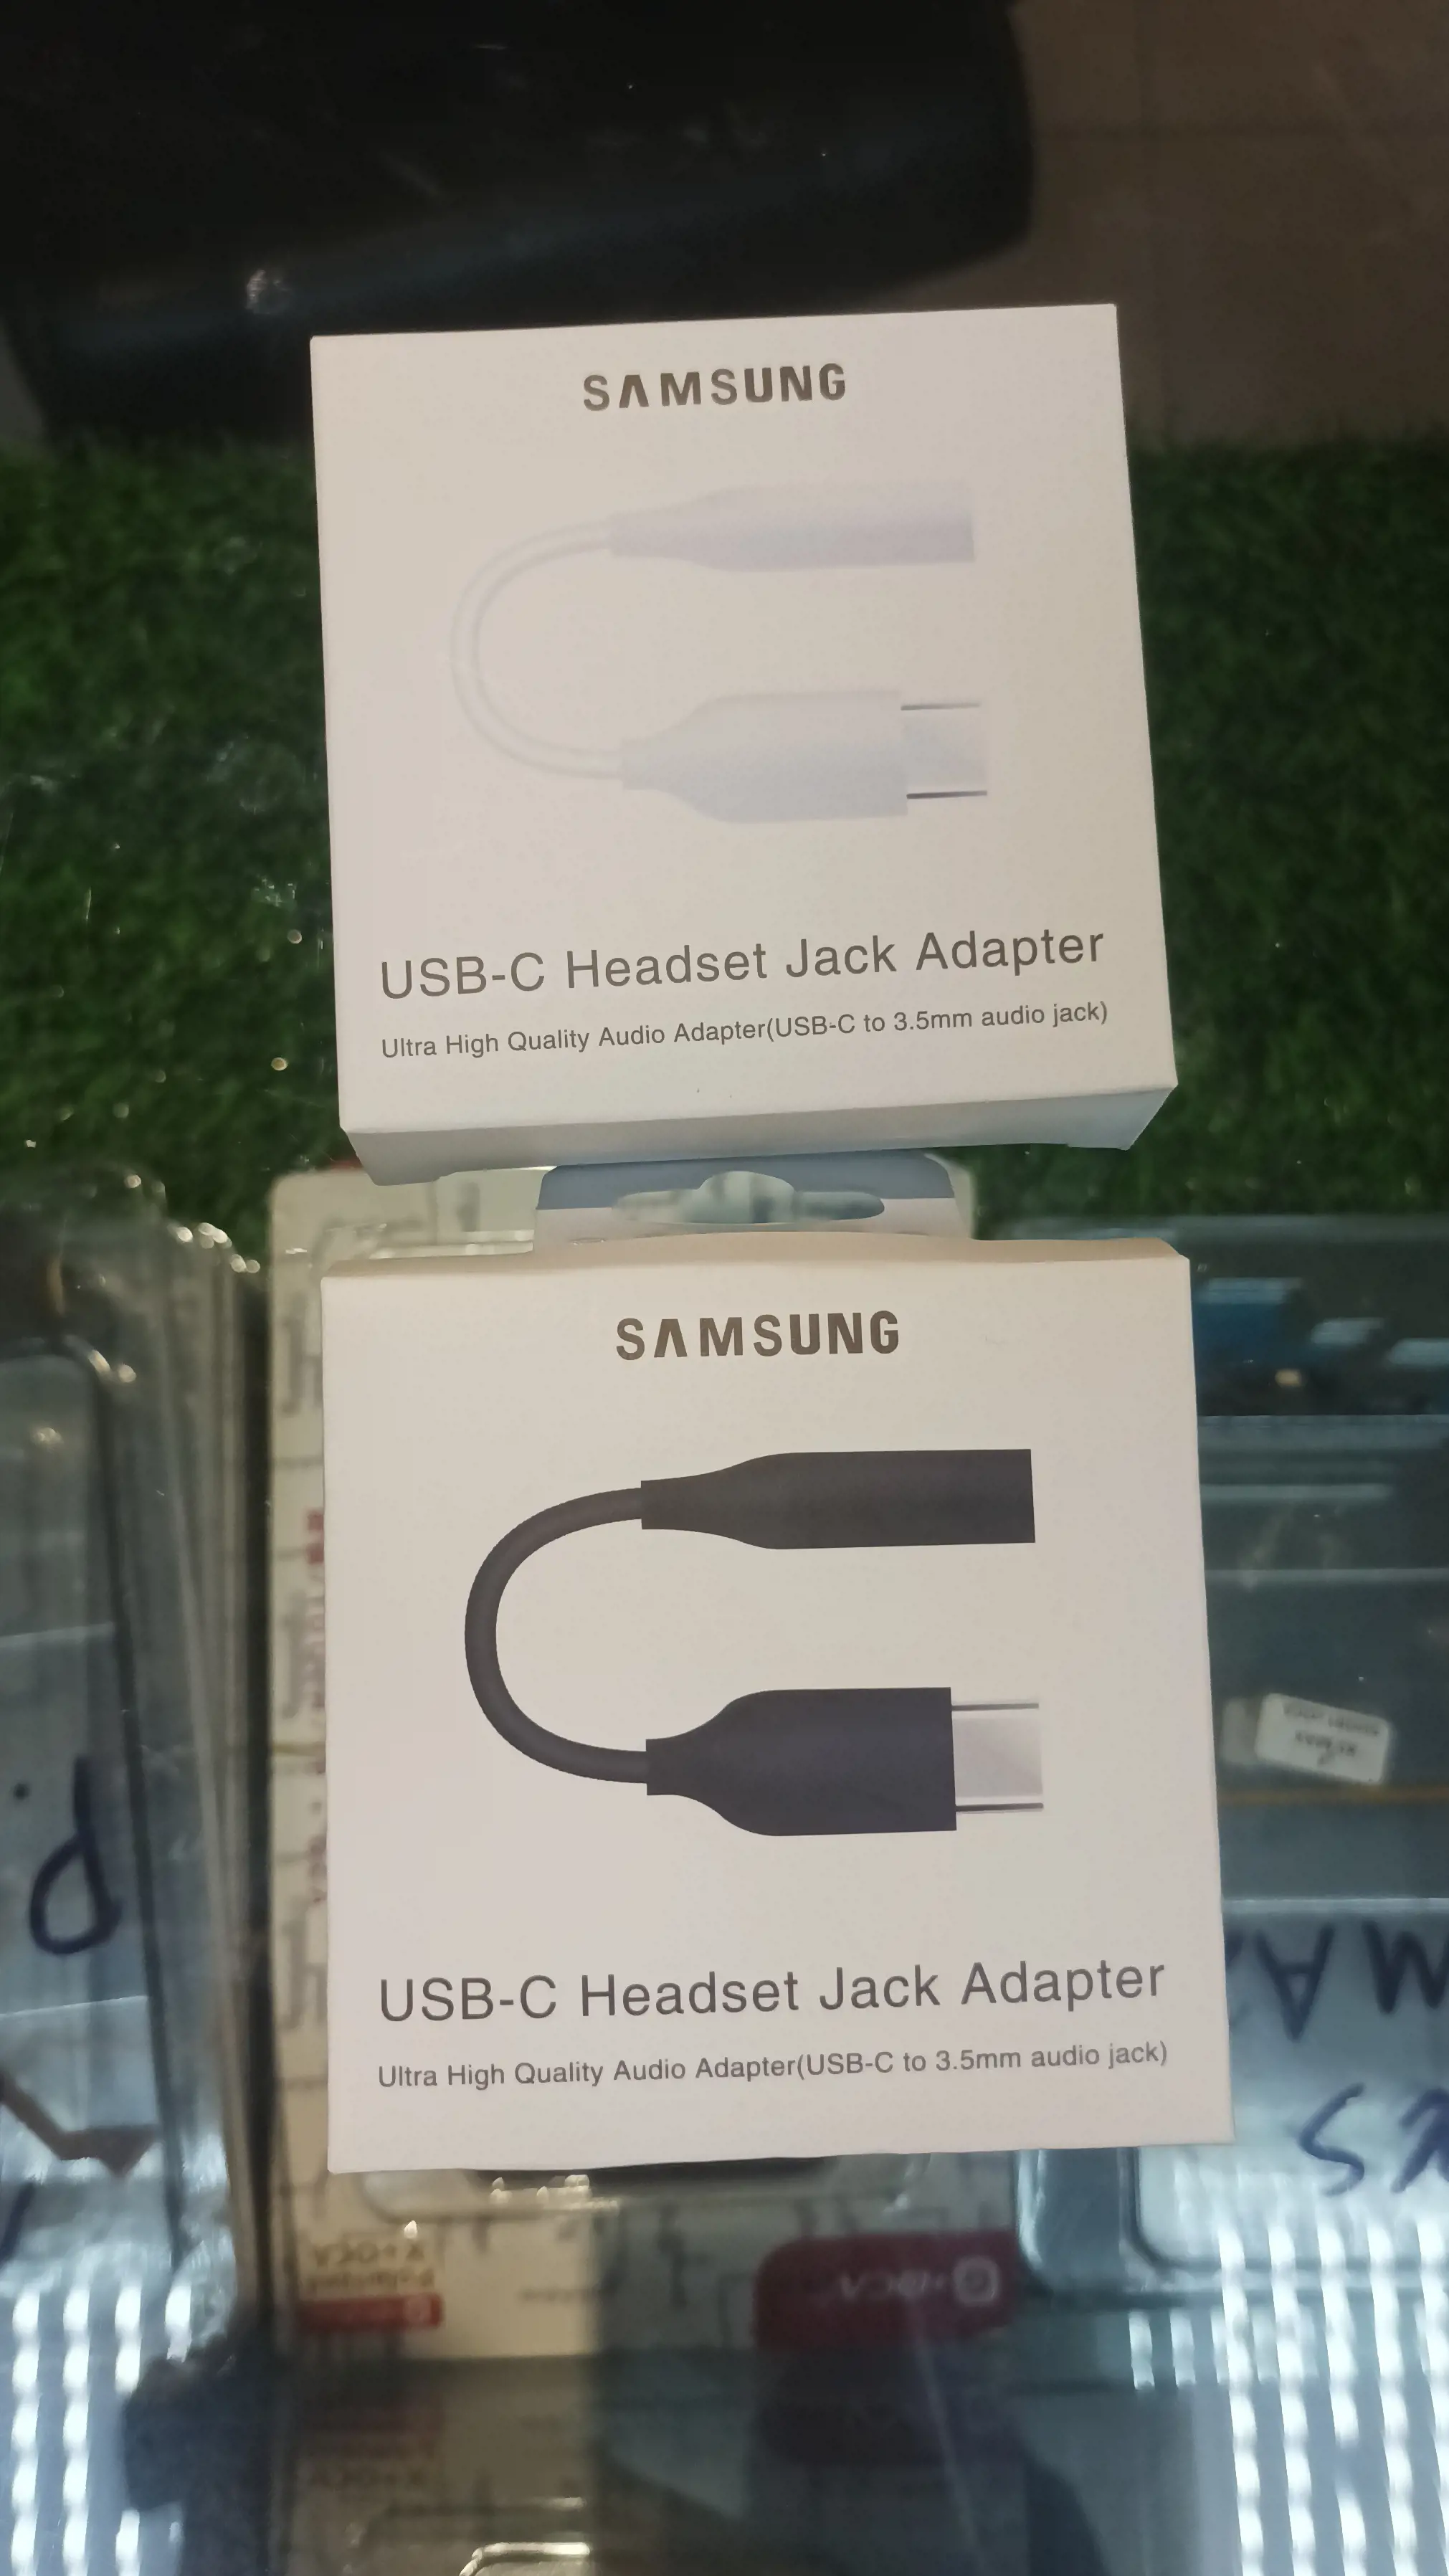 SAMSUNG
USB-C Headset Jack Adapter
Ultra High Quality Audio Adapter(USB-C to 3.5mm audio jack)
SAMSUNG
USB-C Headset Jack Adapter
Ultra High Quality Audio Adapter(USB-C to 3.5mm audio jack)